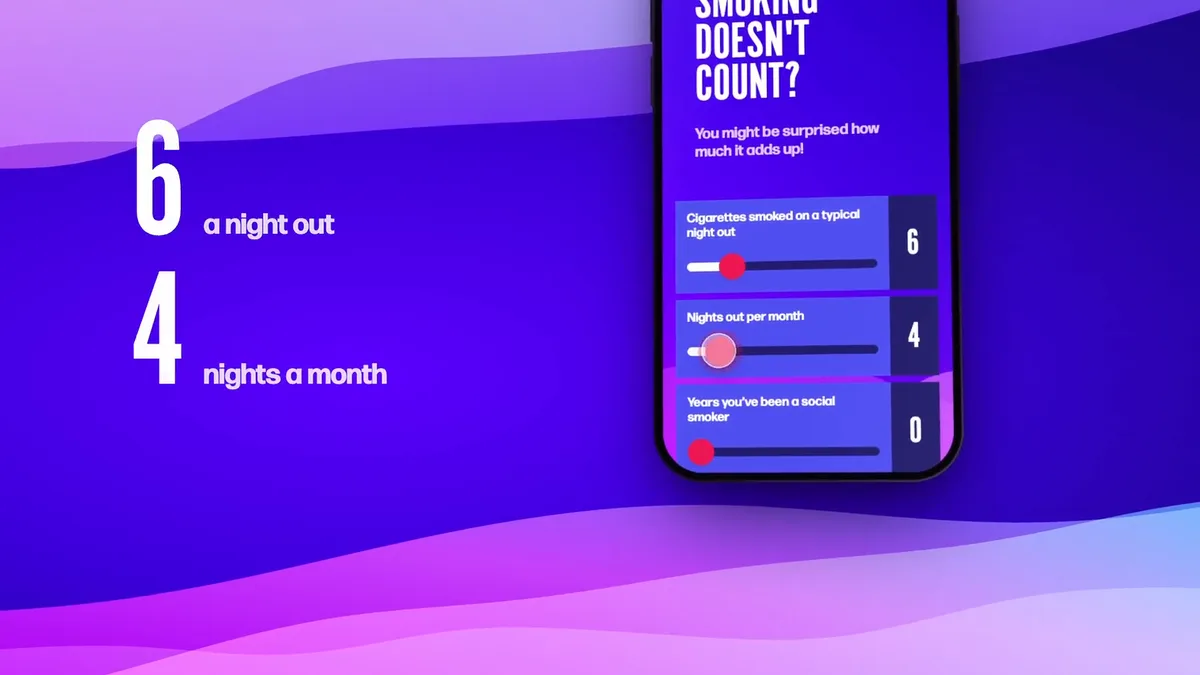 6
a night out
4
nights a month
SMOKING
DOESN'T
COUNT?
You might be surprised how
much it adds up!
Cigarettes smoked on a typical
night out
6
Nights out per month
4
Years you've been a social
smoker
0